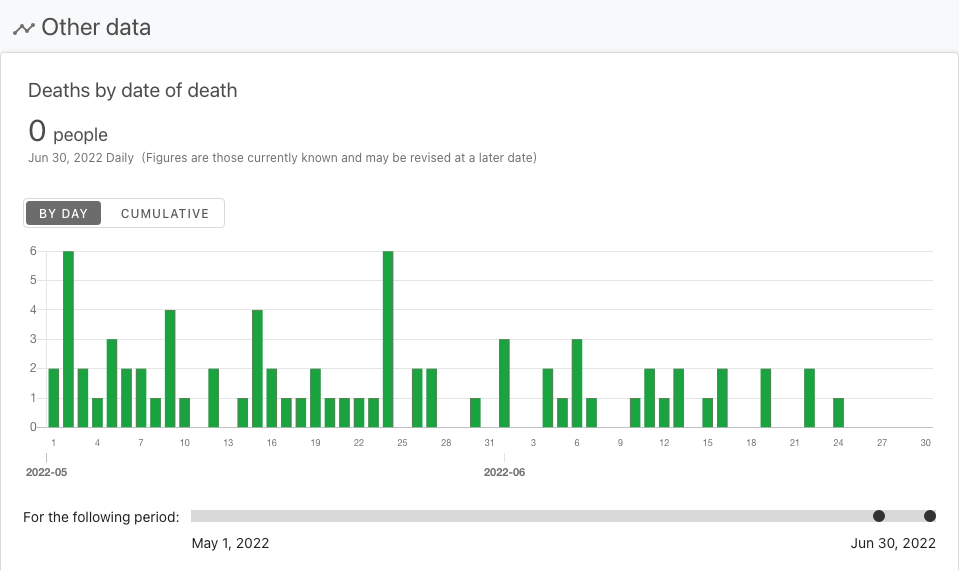 Other data
Deaths by date of death
0 people
Jun 30, 2022 Daily (Figures are those currently known and may be revised at a later date)
BY DAY CUMULATIVE
6
5
4
3
2
1
0
1 4 7 10 13 16 19 22 25 28 31 3 6 9 12 15 18 21 24 27 30
2022-05 2022-06
For the following period:
May 1, 2022 Jun 30, 2022